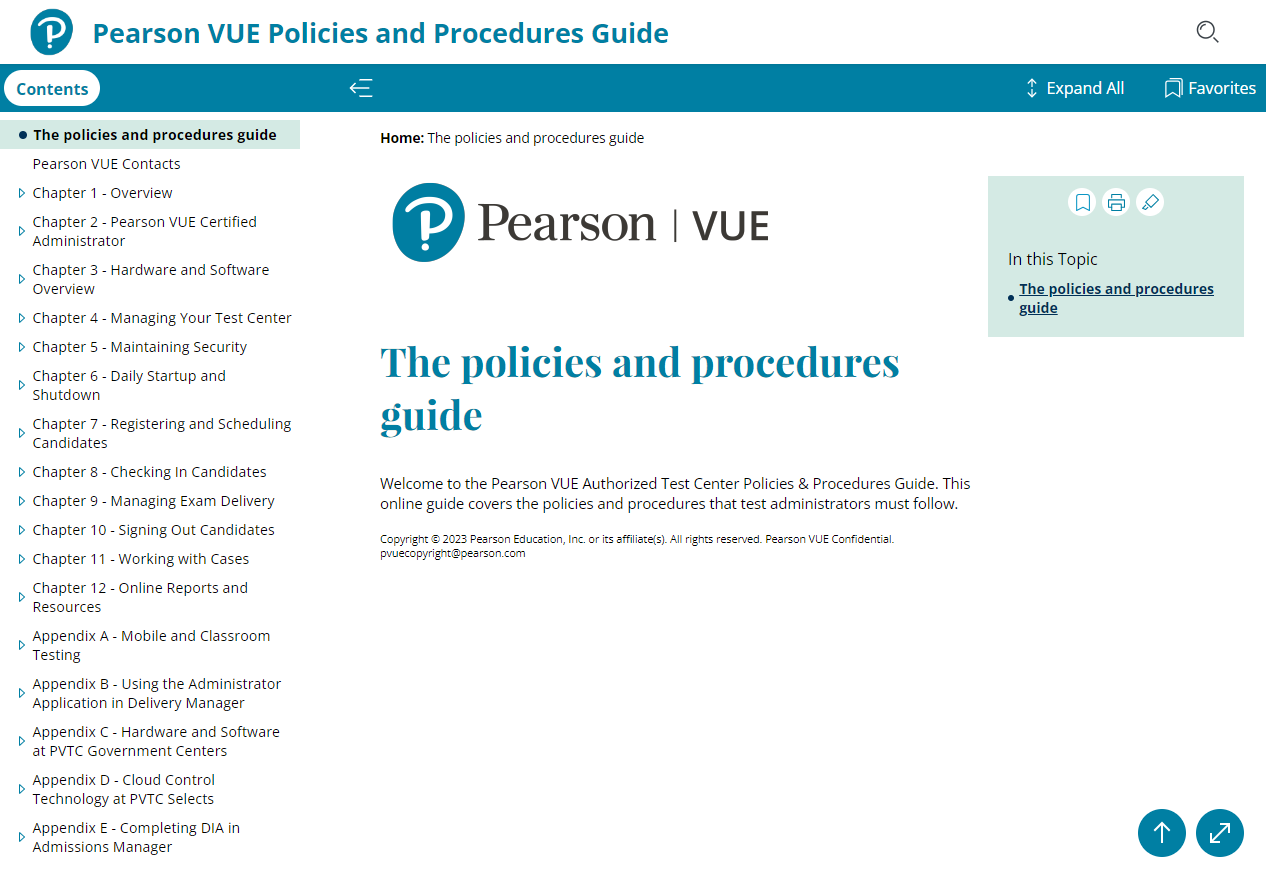 Pearson VUE Policies and Procedures Guide
Contents
Expand All
Favorites
The policies and procedures guide
Pearson VUE Contacts
Chapter 1 - Overview
Chapter 2 - Pearson VUE Certified
Administrator
Chapter 3 - Hardware and Software
Overview
Chapter 4 - Managing Your Test Center
Chapter 5 - Maintaining Security
Chapter 6 - Daily Startup and
Shutdown
Chapter 7 - Registering and Scheduling
Candidates
Chapter 8 - Checking In Candidates
Chapter 9 - Managing Exam Delivery
Chapter 10 - Signing Out Candidates
Chapter 11 - Working with Cases
Chapter 12 - Online Reports and
Resources
Appendix A - Mobile and Classroom
Testing
Appendix B - Using the Administrator
Application in Delivery Manager
Appendix C - Hardware and Software
at PVTC Government Centers
Appendix D - Cloud Control
Technology at PVTC Selects
Appendix E - Completing DIA in
Admissions Manager
Home: The policies and procedures guide
Pearson | VUE
The policies and procedures
guide
Welcome to the Pearson VUE Authorized Test Center Policies & Procedures Guide. This
online guide covers the policies and procedures that test administrators must follow.
Copyright © 2023 Pearson Education, Inc. or its affiliate(s). All rights reserved. Pearson VUE Confidential.
pvuecopyright@pearson.com
In this Topic
The policies and procedures
guide